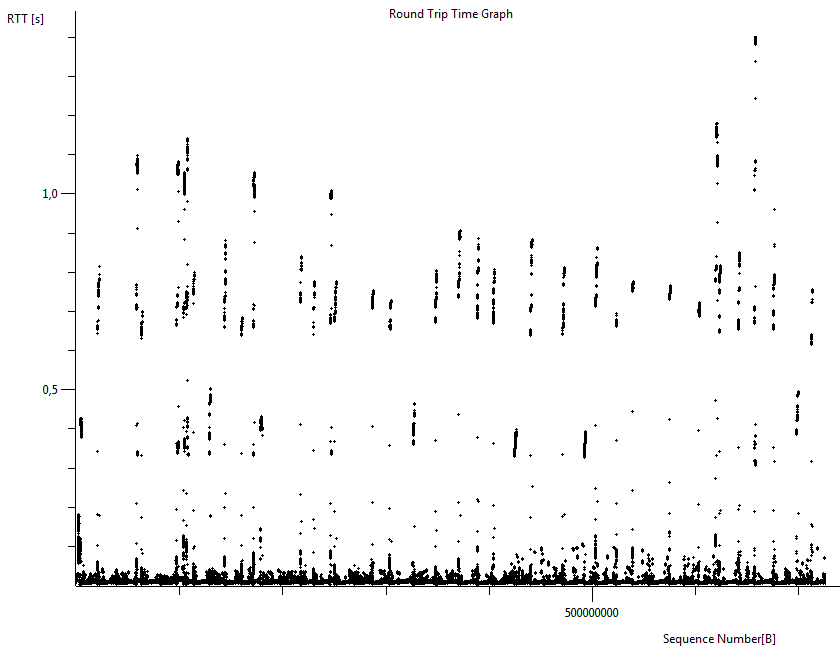 Round Trip Time Graph
RTT [s]
1,0
0,5
500000000
Sequence Number[B]